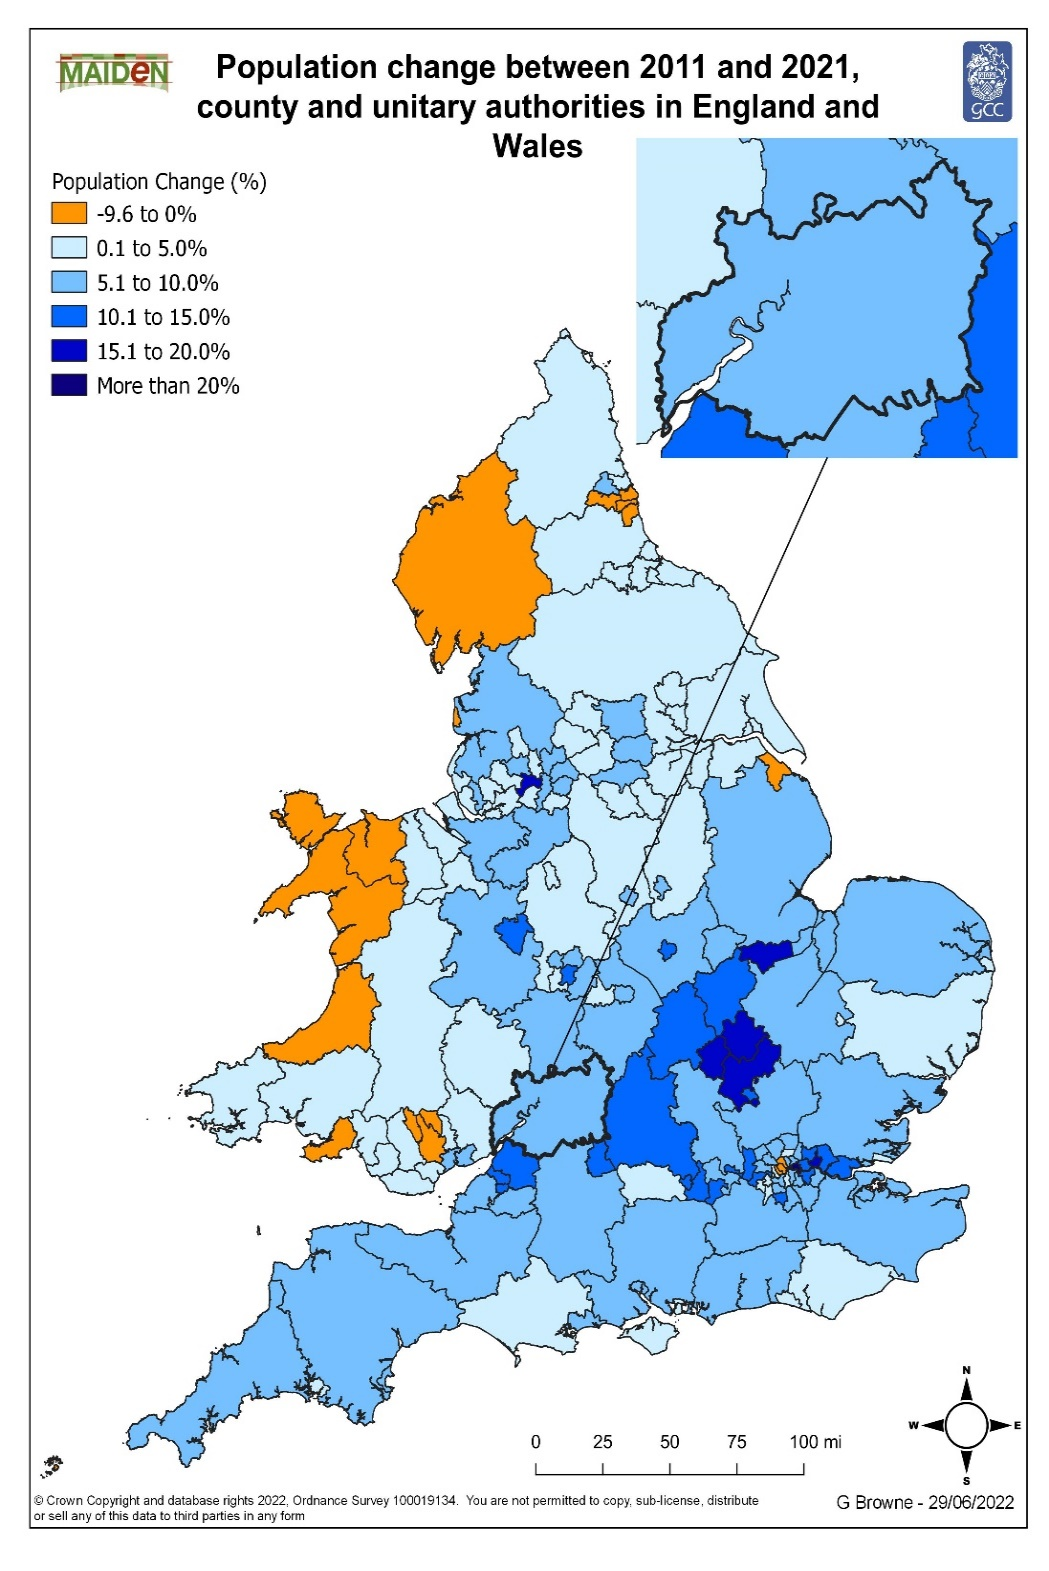 MAIDEN
Population change between 2011 and 2021,
county and unitary authorities in England and
Wales
gcc
Population Change (%)
-9.6 to 0%
0.1 to 5.0%
5.1 to 10.0%
10.1 to 15.0%
15.1 to 20.0%
More than 20%
N
W
E
S
0 25 50 75 100 mi
© Crown Copyright and database rights 2022, Ordnance Survey 100019134.  You are not permitted to copy, sub-license, distribute
or sell any of this data to third parties in any form
G Browne - 29/06/2022